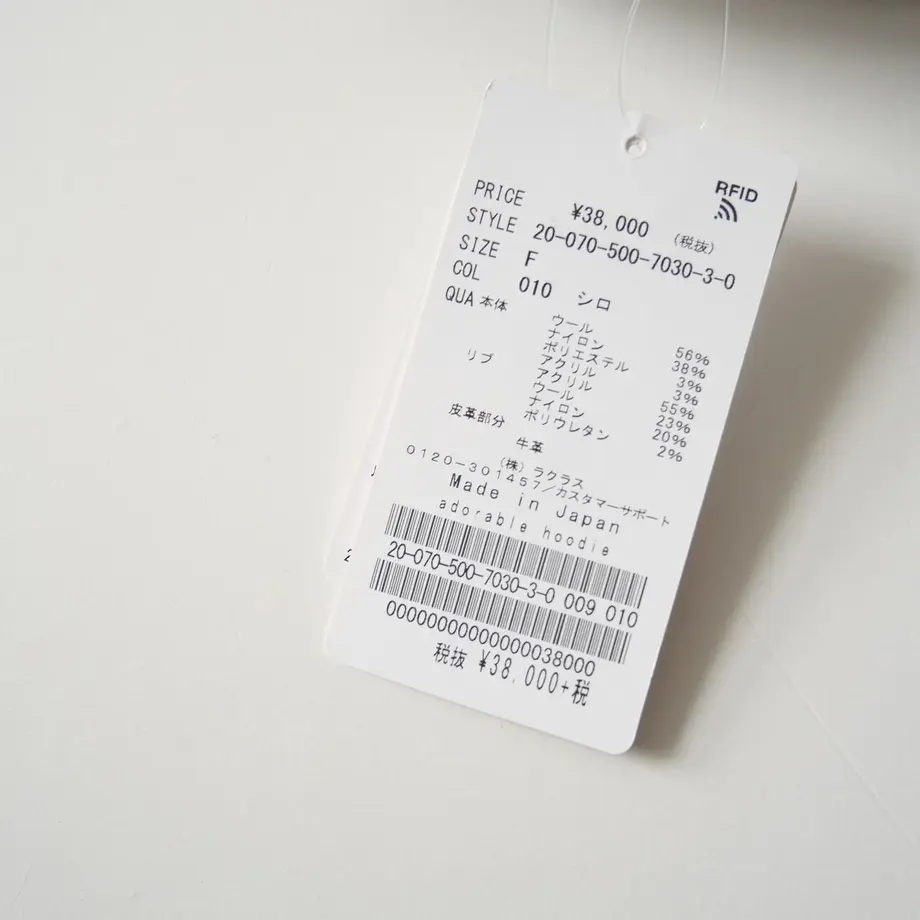 RFID
PRICE ¥38,000 (税抜)
STYLE 20-070-500-7030-3-0
SIZE F
COL 010 シロ
QUA 本体 ウール 56%
ナイロン 38%
ポリエステル 3%
アクリル 3%
リブ アクリル 55%
ウール 23%
ナイロン 20%
ポリウレタン 2%
皮革部分 牛革
(株) ラクラス
0120-301457/カスタマーサポート
Made in Japan
adorable hoodie
20-070-500-7030-3-0 009 010
0000000000000000038000
税抜 ¥38,000+税